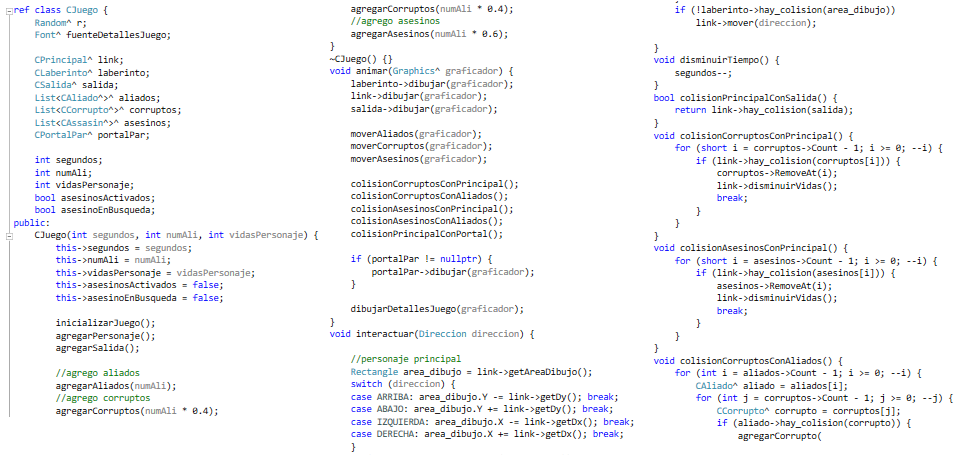 ref class CJuego {
    Random^ r;
    Font^ fuenteDetallesJuego;

    CPrincipal^ link;
    CLaberinto^ laberinto;
    CSalida^ salida;
    List<CAliado^>^ aliados;
    List<CCorrupto^>^ corruptos;
    List<CAssasin^>^ asesinos;
    CPortalPar^ portalPar;

    int segundos;
    int numAli;
    int vidasPersonaje;
    bool asesinosActivados;
    bool asesinoEnBusqueda;
public:
    CJuego(int segundos, int numAli, int vidasPersonaje) {
        this->segundos = segundos;
        this->numAli = numAli;
        this->vidasPersonaje = vidasPersonaje;
        this->asesinosActivados = false;
        this->asesinoEnBusqueda = false;

        inicializarJuego();
        agregarPersonaje();
        agregarSalida();

        //agrego aliados
        agregarAliados(numAli);
        //agrego corruptos
        agregarCorruptos(numAli * 0.4);
        agregarCorruptos(numAli * 0.4);
        //agrego asesinos
        agregarAsesinos(numAli * 0.6);
    }
    ~CJuego() {}
    void animar(Graphics^ graficador) {
        laberinto->dibujar(graficador);
        link->dibujar(graficador);
        salida->dibujar(graficador);

        moverAliados(graficador);
        moverCorruptos(graficador);
        moverAsesinos(graficador);

        colisionCorruptosConPrincipal();
        colisionCorruptosConAliados();
        colisionAsesinosConPrincipal();
        colisionAsesinosConAliados();
        colisionPrincipalConPortal();

        if (portalPar != nullptr) {
            portalPar->dibujar(graficador);
        }

        dibujarDetallesJuego(graficador);
    }
    void interactuar(Direccion direccion) {

        //personaje principal
        Rectangle area_dibujo = link->getAreaDibujo();
        switch (direccion) {
        case ARRIBA: area_dibujo.Y -= link->getDy(); break;
        case ABAJO: area_dibujo.Y += link->getDy(); break;
        case IZQUIERDA: area_dibujo.X -= link->getDx(); break;
        case DERECHA: area_dibujo.X += link->getDx(); break;
        }
        if (!laberinto->hay_colision(area_dibujo))
            link->mover(direccion);

    }
    void disminuirTiempo() {
        segundos--;
    }
    bool colisionPrincipalConSalida() {
        return link->hay_colision(salida);
    }
    void colisionCorruptosConPrincipal() {
        for (short i = corruptos->Count - 1; i >= 0; --i) {
            if (link->hay_colision(corruptos[i])) {
                corruptos->RemoveAt(i);
                link->disminuirVidas();
                break;
            }
        }
    }
    void colisionAsesinosConPrincipal() {
        for (short i = asesinos->Count - 1; i >= 0; --i) {
            if (link->hay_colision(asesinos[i])) {
                asesinos->RemoveAt(i);
                link->disminuirVidas();
                break;
            }
        }
    }
    void colisionCorruptosConAliados() {
        for (int i = aliados->Count - 1; i >= 0; --i) {
            CAliado^ aliado = aliados[i];
            for (int j = corruptos->Count - 1; j >= 0; --j) {
                CCorrupto^ corrupto = corruptos[j];
                if (aliado->hay_colision(corrupto)) {
                    agregarCorrupto(